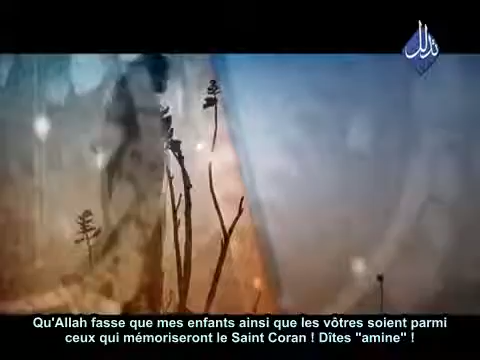 Qu'Allah fasse que mes enfants ainsi que les vôtres soient parmi
ceux qui mémoriseront le Saint Coran ! Dîtes "amine" !